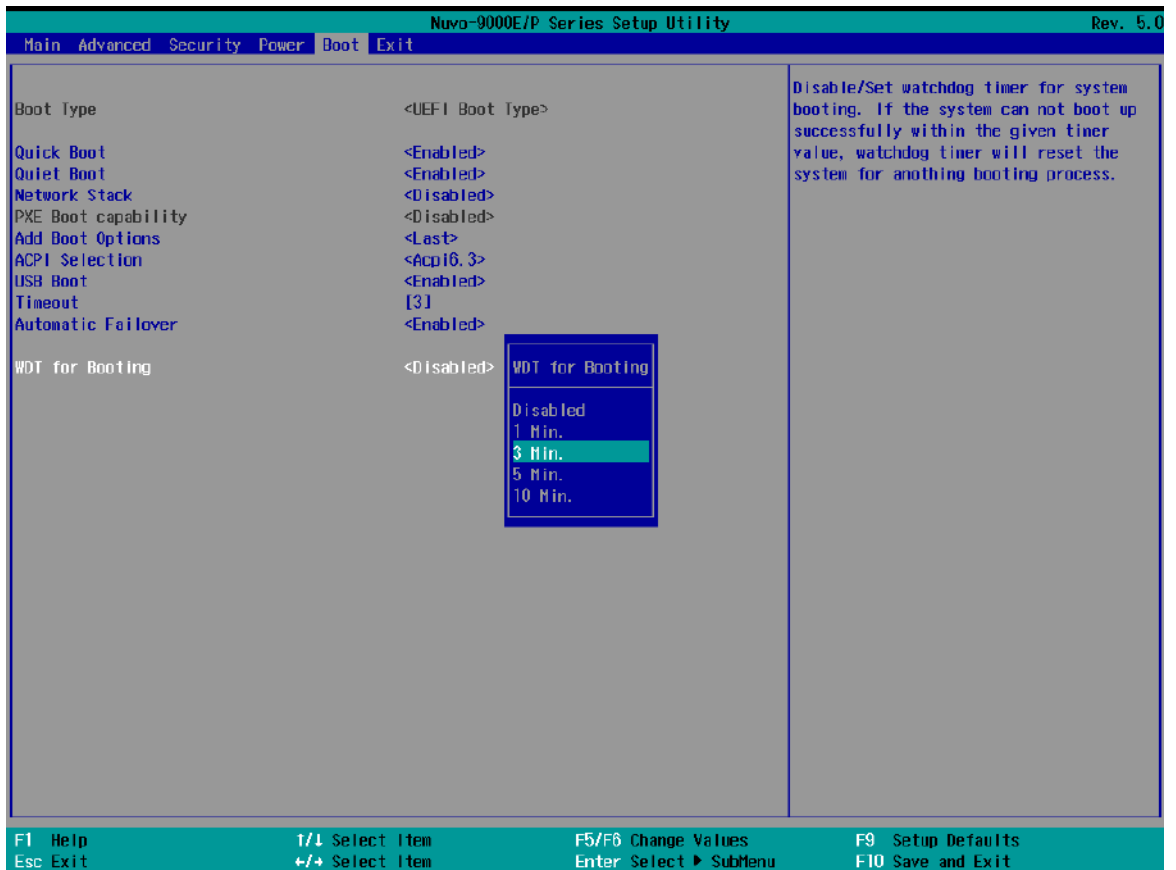 Nuvo-9000E/P Series Setup Utility Rev. 5.0
Main Advanced Security Power Boot Exit
Boot Type <UEFI Boot Type>
Quick Boot <Enabled>
Quiet Boot <Enabled>
Network Stack <Disabled>
PXE Boot capability <Disabled>
Add Boot Options <Last>
ACPI Selection <Acpi6.3>
USB Boot <Enabled>
Timeout [3]
Automatic Failover <Enabled>
WDT for Booting <Disabled>
WDT for Booting
Disabled
1 Min.
3 Min.
5 Min.
10 Min.
Disable/Set watchdog timer for system
booting. If the system can not boot up
successfully within the given timer
value, watchdog timer will reset the
system for anothing booting process.
F1 Help ↑/↓ Select Item F5/F6 Change Values F9 Setup Defaults
Esc Exit ←/→ Select Item Enter Select ▶ SubMenu F10 Save and Exit